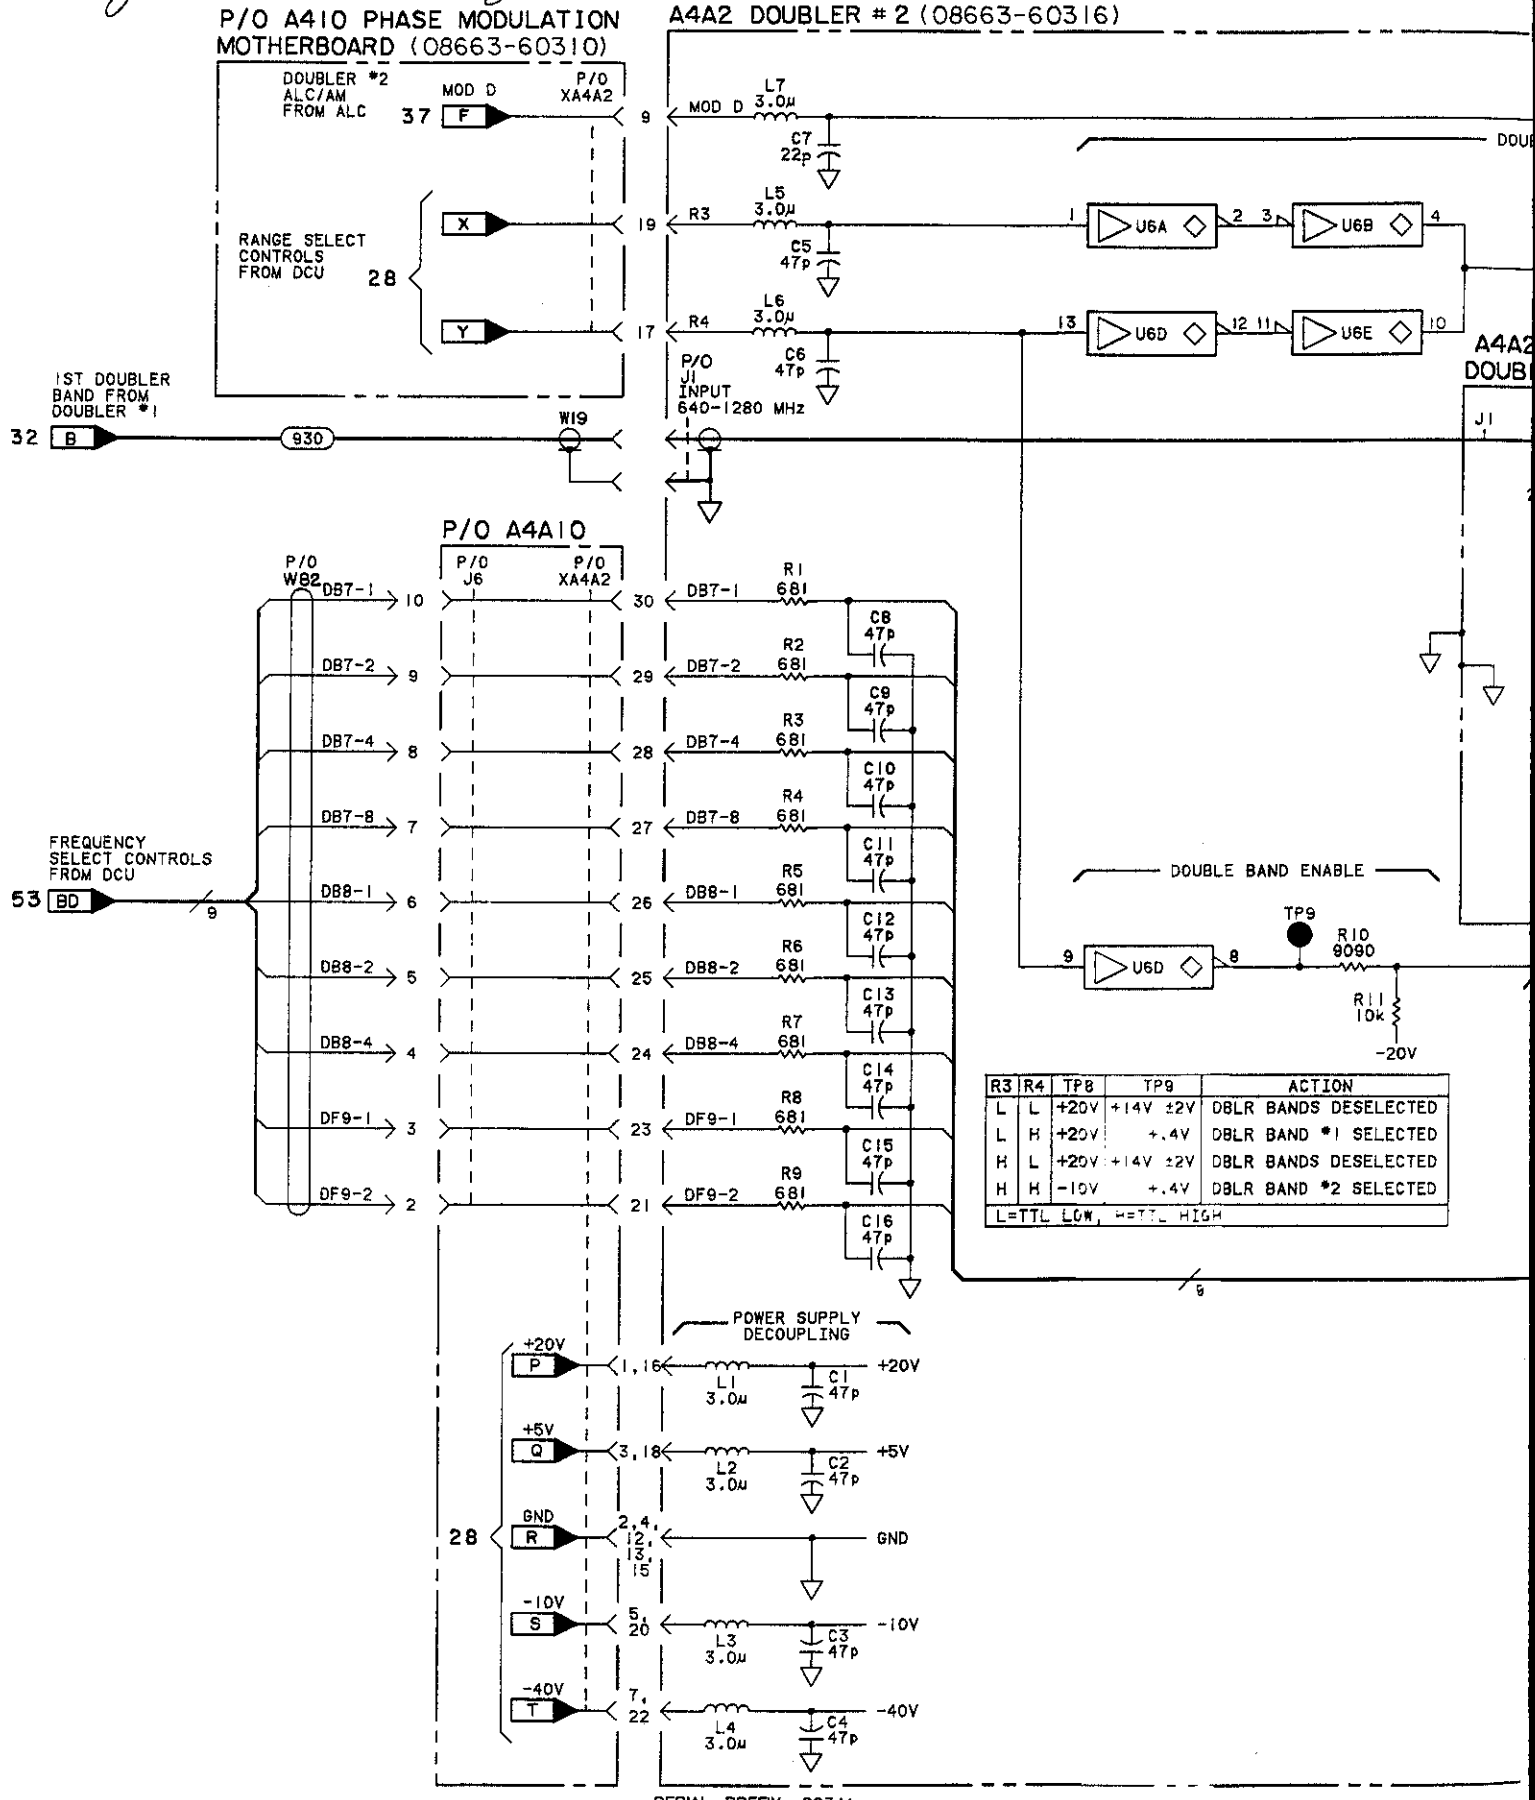 P/O A410 PHASE MODULATION
MOTHERBOARD (08663-60310)
A4A2 DOUBLER #2 (08663-60316)
DOUBLER #2
ALC/AM
FROM ALC
37
MOD D
F
P/O
XA4A2
9
MOD D
L7
3.0µ
C7
22p
RANGE SELECT
CONTROLS
FROM DCU
28
X
19
R3
L5
3.0µ
C5
47p
1
U6A
2
3
U6B
4
Y
17
R4
L6
3.0µ
C6
47p
13
U6D
12
11
U6E
10
A4A2
1ST DOUBLER
BAND FROM
DOUBLER #1
32
B
930
W19
P/O
J1
INPUT
640-1280 MHz
J1
P/O A4A10
P/O
W82
P/O
J6
P/O
XA4A2
DB7-1
10
30
DB7-1
R1
681
C8
47p
DB7-2
9
29
DB7-2
R2
681
C9
47p
DB7-4
8
28
DB7-4
R3
681
C10
47p
DB7-8
7
27
DB7-8
R4
681
C11
47p
FREQUENCY
SELECT CONTROLS
FROM DCU
53
BD
9
DB8-1
6
26
DB8-1
R5
681
C12
47p
DB8-2
5
25
DB8-2
R6
681
C13
47p
DB8-4
4
24
DB8-4
R7
681
C14
47p
DF9-1
3
23
DF9-1
R8
681
C15
47p
DF9-2
2
21
DF9-2
R9
681
C16
47p
DOUBLE BAND ENABLE
9
U6D
8
TP9
R10
9090
R11
10k
-20V
R3 R4 TP8 TP9 ACTION
L L +20V +14V ±2V DBLR BANDS DESELECTED
L H +20V +.4V DBLR BAND #1 SELECTED
H L +20V +14V ±2V DBLR BANDS DESELECTED
H H -10V +.4V DBLR BAND #2 SELECTED
L=TTL LOW, H=TTL HIGH
POWER SUPPLY
DECOUPLING
28
+20V
P
1,16
L1
3.0µ
C1
47p
+20V
+5V
Q
3,18
L2
3.0µ
C2
47p
+5V
GND
R
2,4,
12,
13,
15
GND
-10V
S
5,
20
L3
3.0µ
C3
47p
-10V
-40V
T
7,
22
L4
3.0µ
C4
47p
-40V